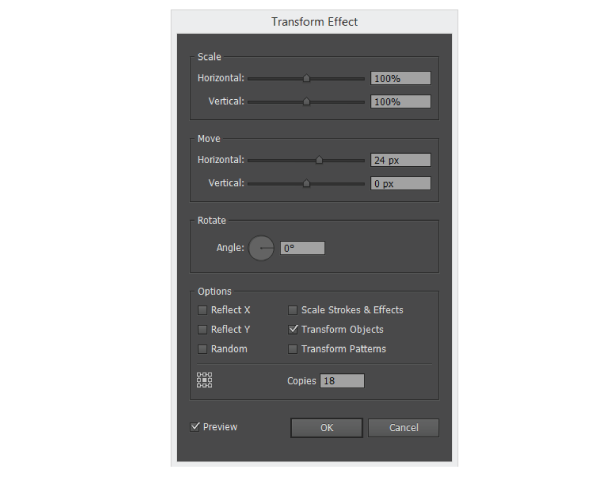 Transform Effect
Scale
Horizontal: 100%
Vertical: 100%
Move
Horizontal: 24 px
Vertical: 0 px
Rotate
Angle: 0°
Options
Reflect X Scale Strokes & Effects
Reflect Y Transform Objects
Random Transform Patterns
Copies 18
Preview OK Cancel